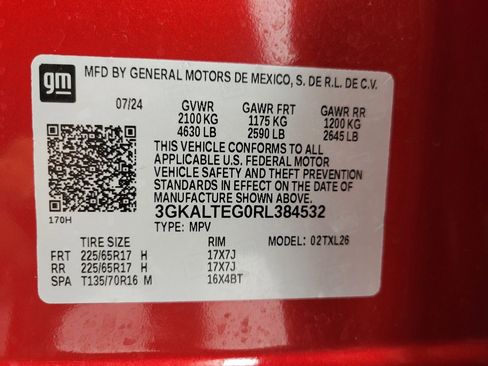 gm
MFD BY GENERAL MOTORS DE MEXICO, S. DE R.L. DE C.V.
07/24 GVWR GAWR FRT GAWR RR
2100 KG 1175 KG 1200 KG
4630 LB 2590 LB 2645 LB
THIS VEHICLE CONFORMS TO ALL
APPLICABLE U.S. FEDERAL MOTOR
VEHICLE SAFETY AND THEFT PREVENTION
STANDARDS IN EFFECT ON THE DATE OF
MANUFACTURE SHOWN ABOVE.
170H
3GKALTEG0RL384532
TYPE: MPV
TIRE SIZE RIM MODEL: 02TXL26
FRT 225/65R17 H 17X7J
RR 225/65R17 H 17X7J
SPA T135/70R16 M 16X4BT